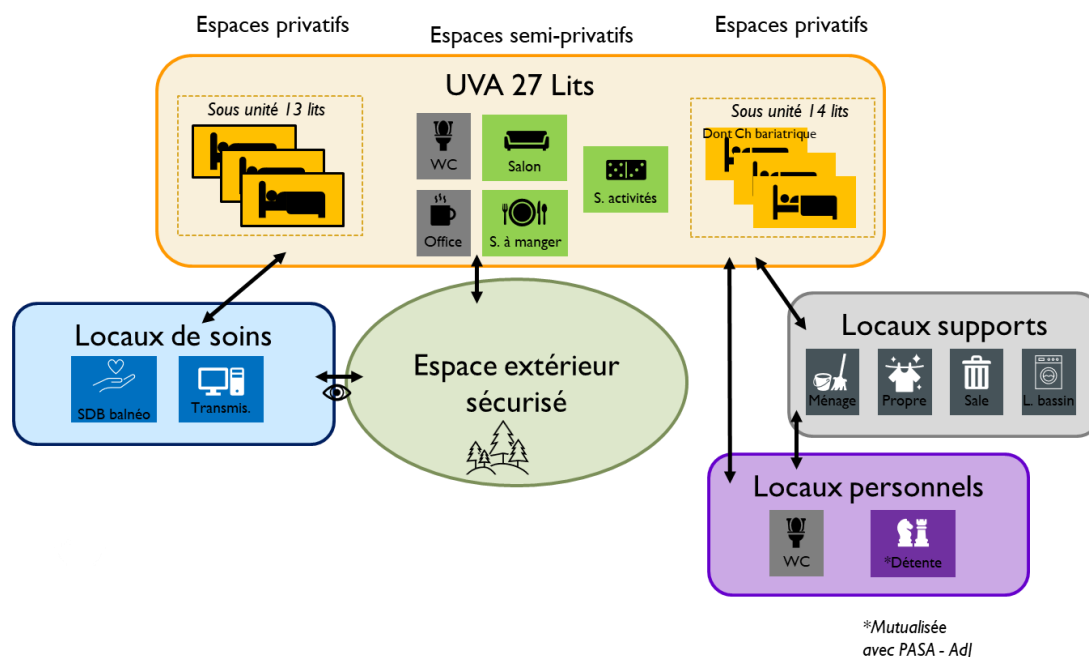 Espaces privatifs
Espaces semi-privatifs
Espaces privatifs
UVA 27 Lits
Sous unité 13 lits
WC
Salon
Office
S. à manger
S. activités
Sous unité 14 lits
Dont Ch bariatrique
Locaux de soins
SDB balnéo
Transmis.
Espace extérieur
sécurisé
Locaux supports
Ménage
Propre
Sale
L. bassin
Locaux personnels
WC
*Détente
*Mutualisée
avec PASA - AdJ